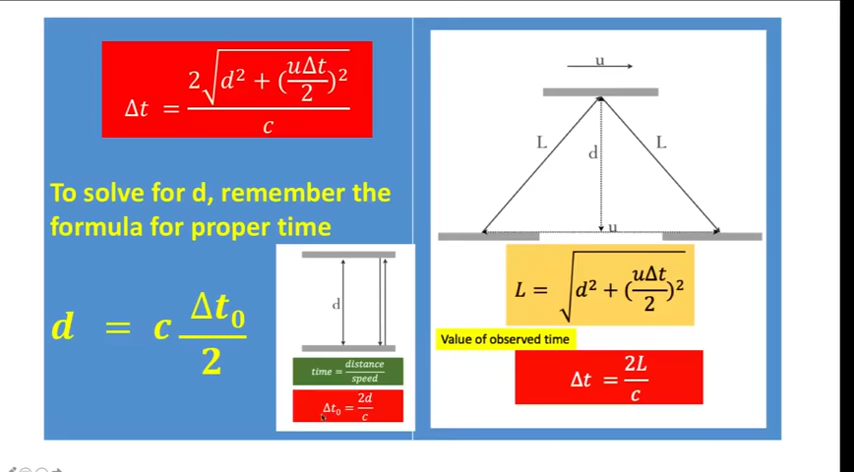 Δt = 2√(d² + (uΔt/2)²) / c
To solve for d, remember the
formula for proper time
d = c Δt₀/2
d
time = distance/speed
Δt₀ = 2d/c
u
L
L
d
u
L = √(d² + (uΔt/2)²)
Value of observed time
Δt = 2L/c